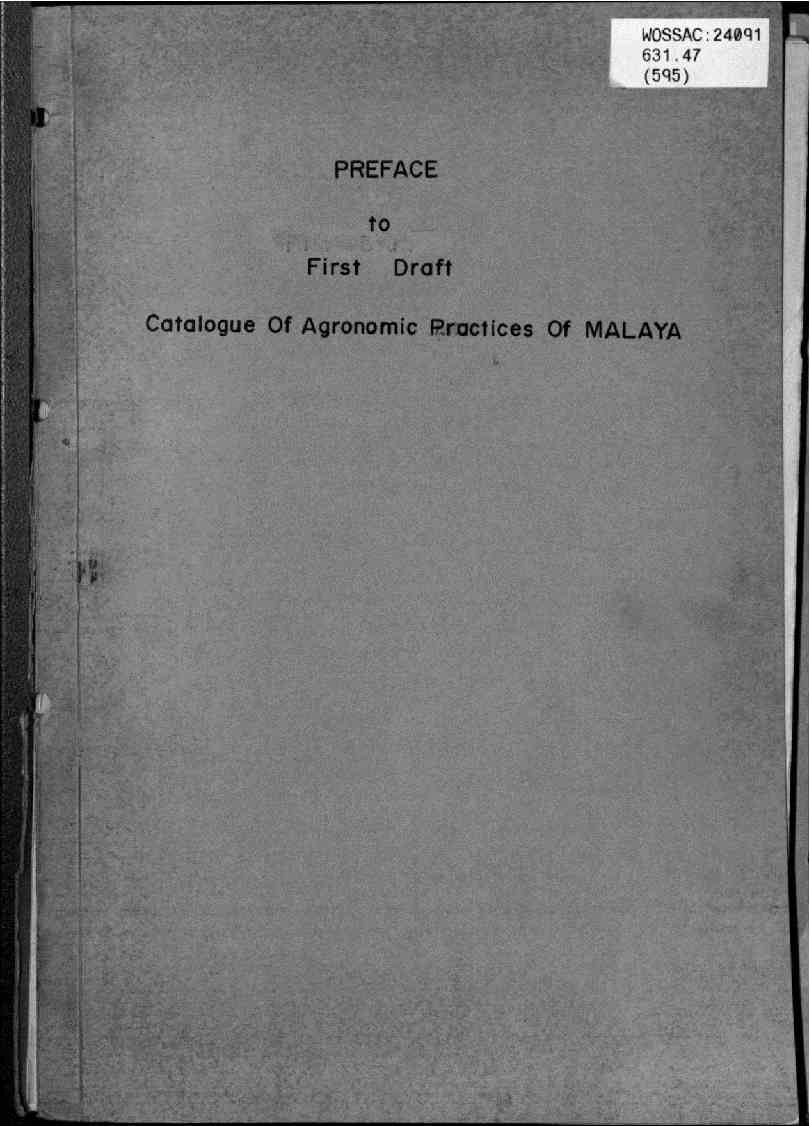 WOSSAC:24091
631.47
(595)
PREFACE
to
First Draft
Catalogue Of Agronomic Practices Of MALAYA